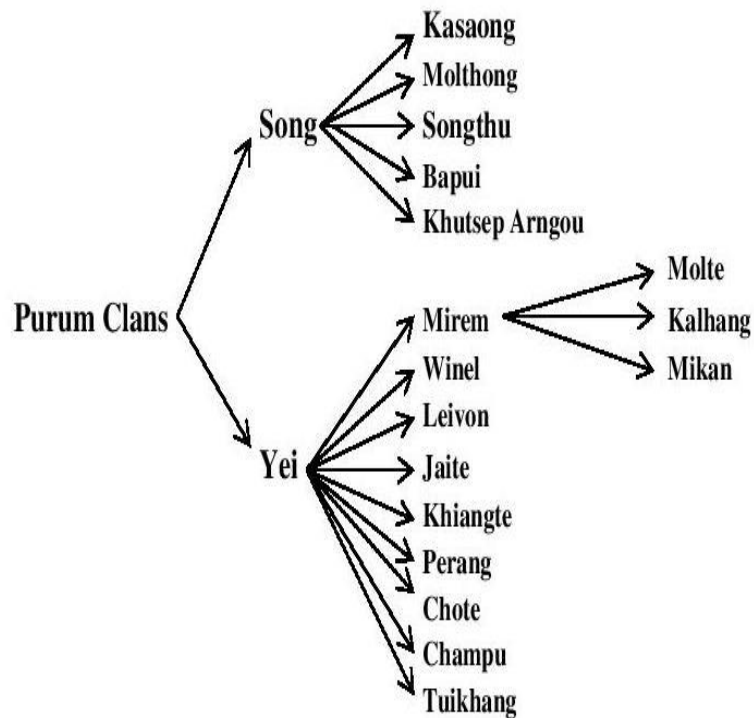 Purum Clans
Song
Kasaong
Molthong
Songthu
Bapui
Khutsep Arngou
Yei
Mirem
Molte
Kalhang
Mikan
Winel
Leivon
Jaite
Khiangte
Perang
Chote
Champu
Tuikhang